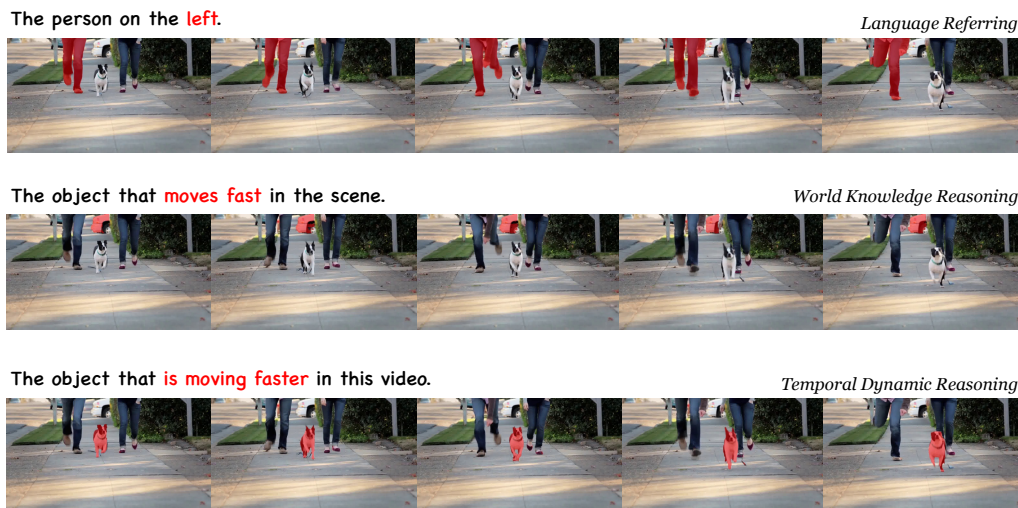 The person on the left.
Language Referring
The object that moves fast in the scene.
World Knowledge Reasoning
The object that is moving faster in this video.
Temporal Dynamic Reasoning